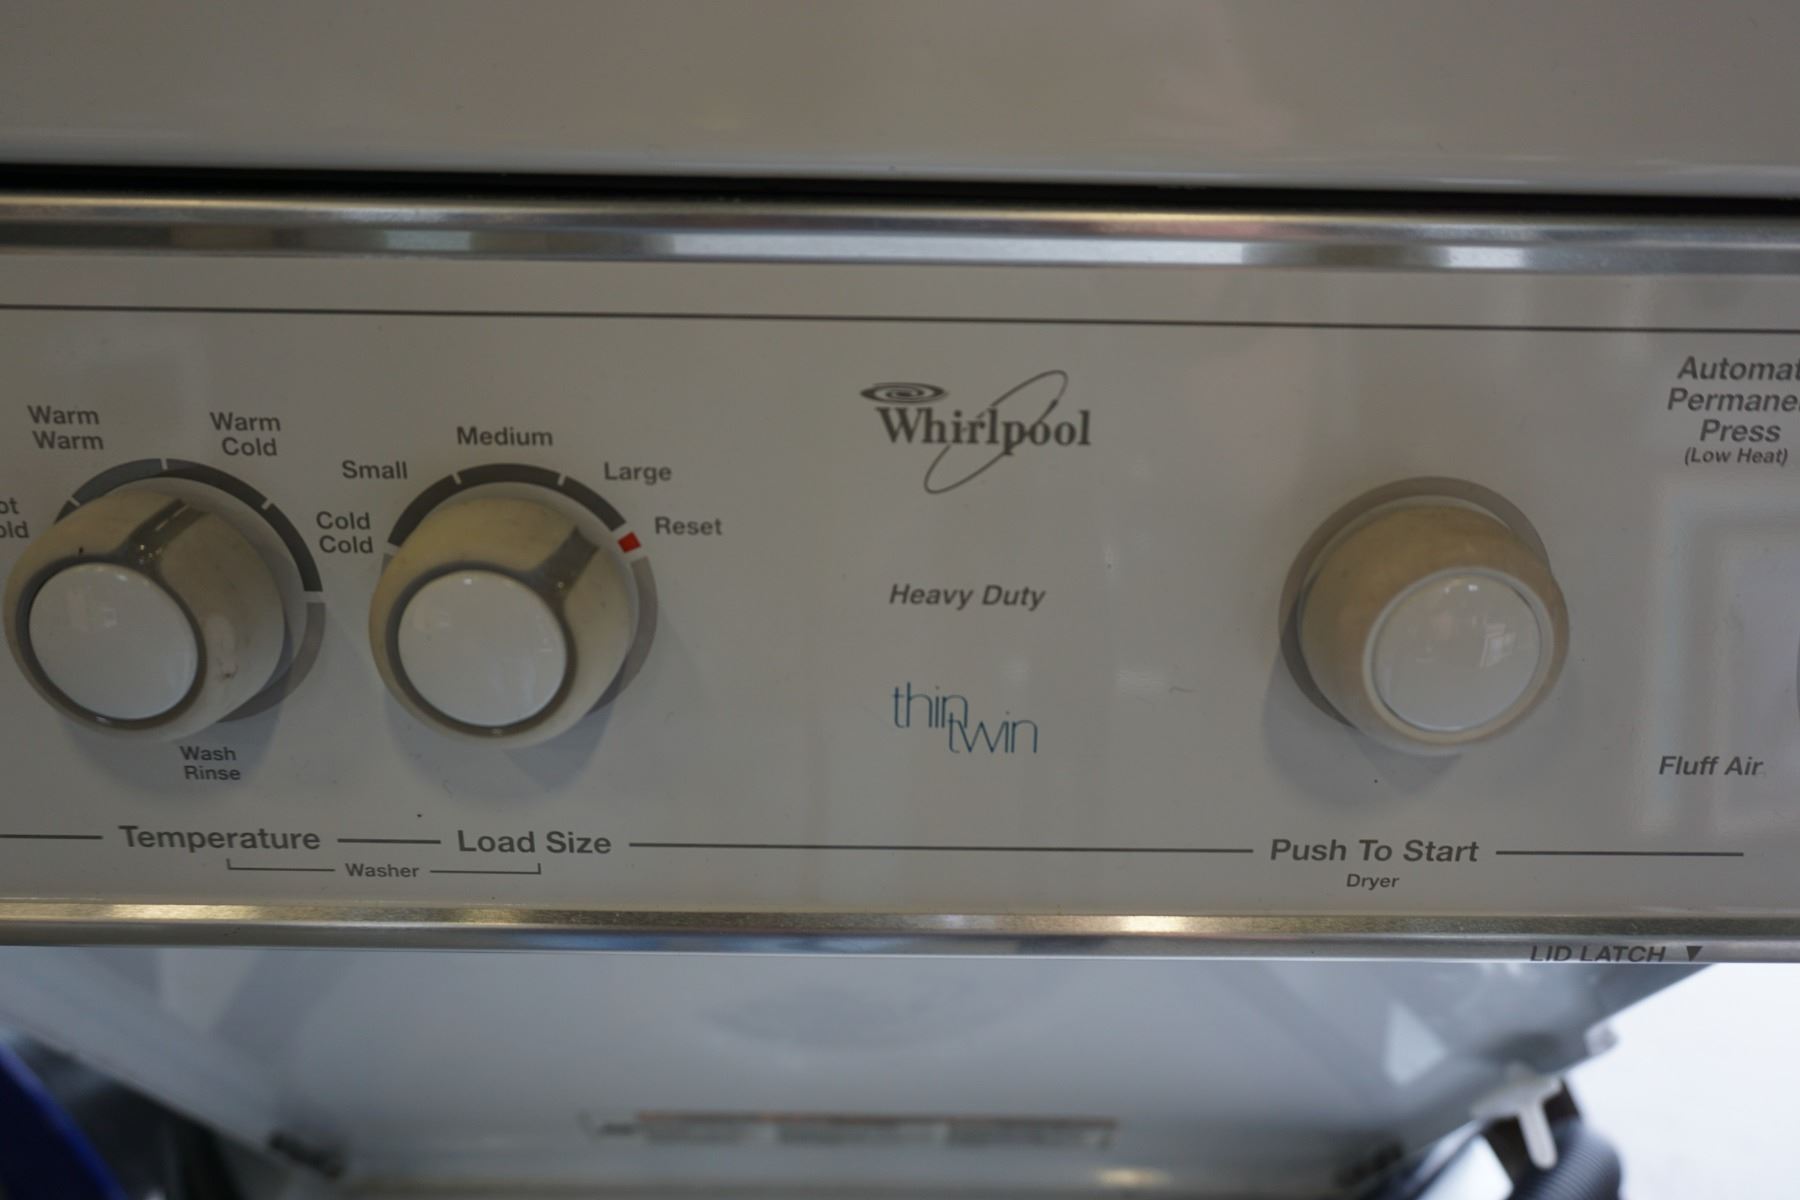 Warm
Warm
Warm
Cold
Cold
Cold
Wash
Rinse
Small
Medium
Large
Reset
Whirlpool
Heavy Duty
thin
twin
Press
(Low Heat)
Fluff Air
Temperature
Load Size
Washer
Push To Start
Dryer
LID LATCH ▼